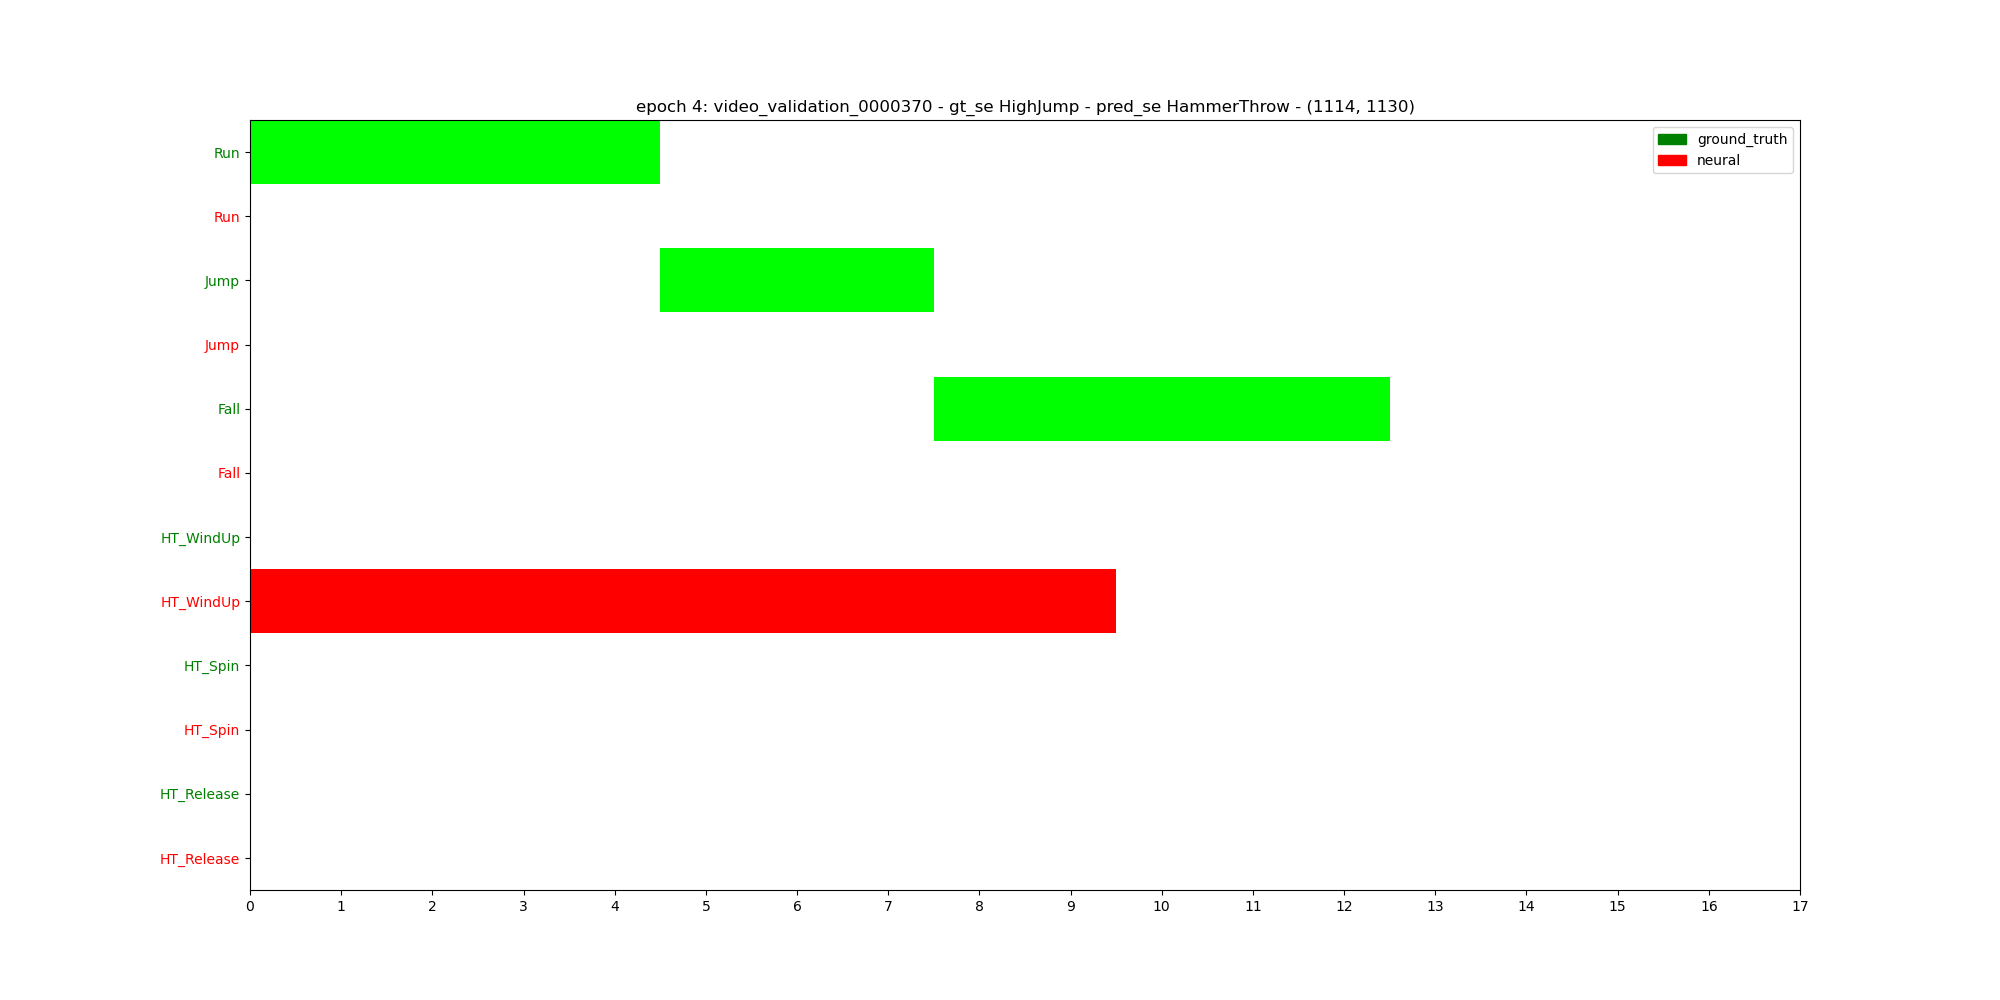 epoch 4: video_validation_0000370 - gt_se HighJump - pred_se HammerThrow - (1114, 1130)
ground_truth
neural
Run
Run
Jump
Jump
Fall
Fall
HT_WindUp
HT_WindUp
HT_Spin
HT_Spin
HT_Release
HT_Release
0 1 2 3 4 5 6 7 8 9 10 11 12 13 14 15 16 17